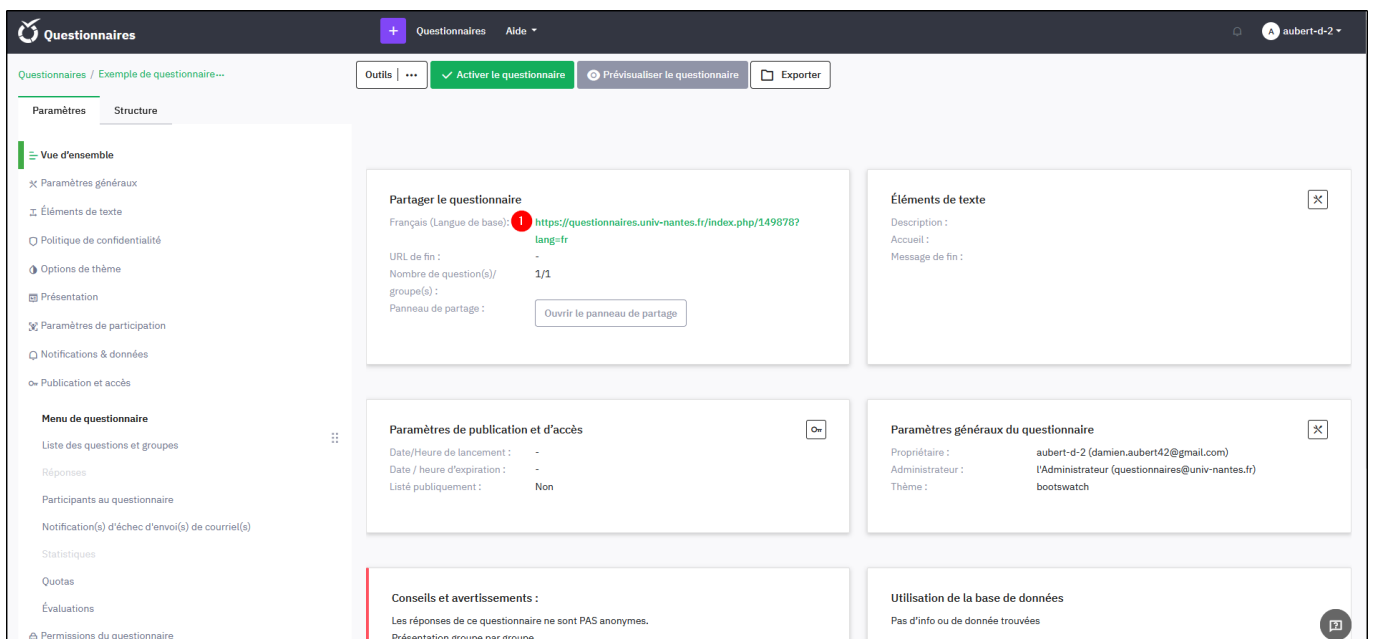 Questionnaires
+ Questionnaires Aide
A aubert-d-2
Questionnaires / Exemple de questionnaire...
Outils | ...
Activer le questionnaire
Prévisualiser le questionnaire
Exporter
Paramètres Structure
Vue d'ensemble
Paramètres généraux
Éléments de texte
Politique de confidentialité
Options de thème
Présentation
Paramètres de participation
Notifications & données
Publication et accès
Menu de questionnaire
Liste des questions et groupes
Réponses
Participants au questionnaire
Notification(s) d'échec d'envoi(s) de courriel(s)
Statistiques
Quotas
Évaluations
Permissions du questionnaire
Partager le questionnaire
Français (Langue de base): 1 https://questionnaires.univ-nantes.fr/index.php/149878?
lang=fr
URL de fin : -
Nombre de question(s)/ 1/1
groupe(s) :
Panneau de partage : Ouvrir le panneau de partage
Éléments de texte
Description :
Accueil :
Message de fin :
Paramètres de publication et d'accès
Date/Heure de lancement : -
Date / heure d'expiration : -
Listé publiquement : Non
Paramètres généraux du questionnaire
Propriétaire : aubert-d-2 (damien.aubert42@gmail.com)
Administrateur : l'Administrateur (questionnaires@univ-nantes.fr)
Thème : bootswatch
Conseils et avertissements :
Les réponses de ce questionnaire ne sont PAS anonymes.
Présentation groupe par groupe
Utilisation de la base de données
Pas d'info ou de donnée trouvées